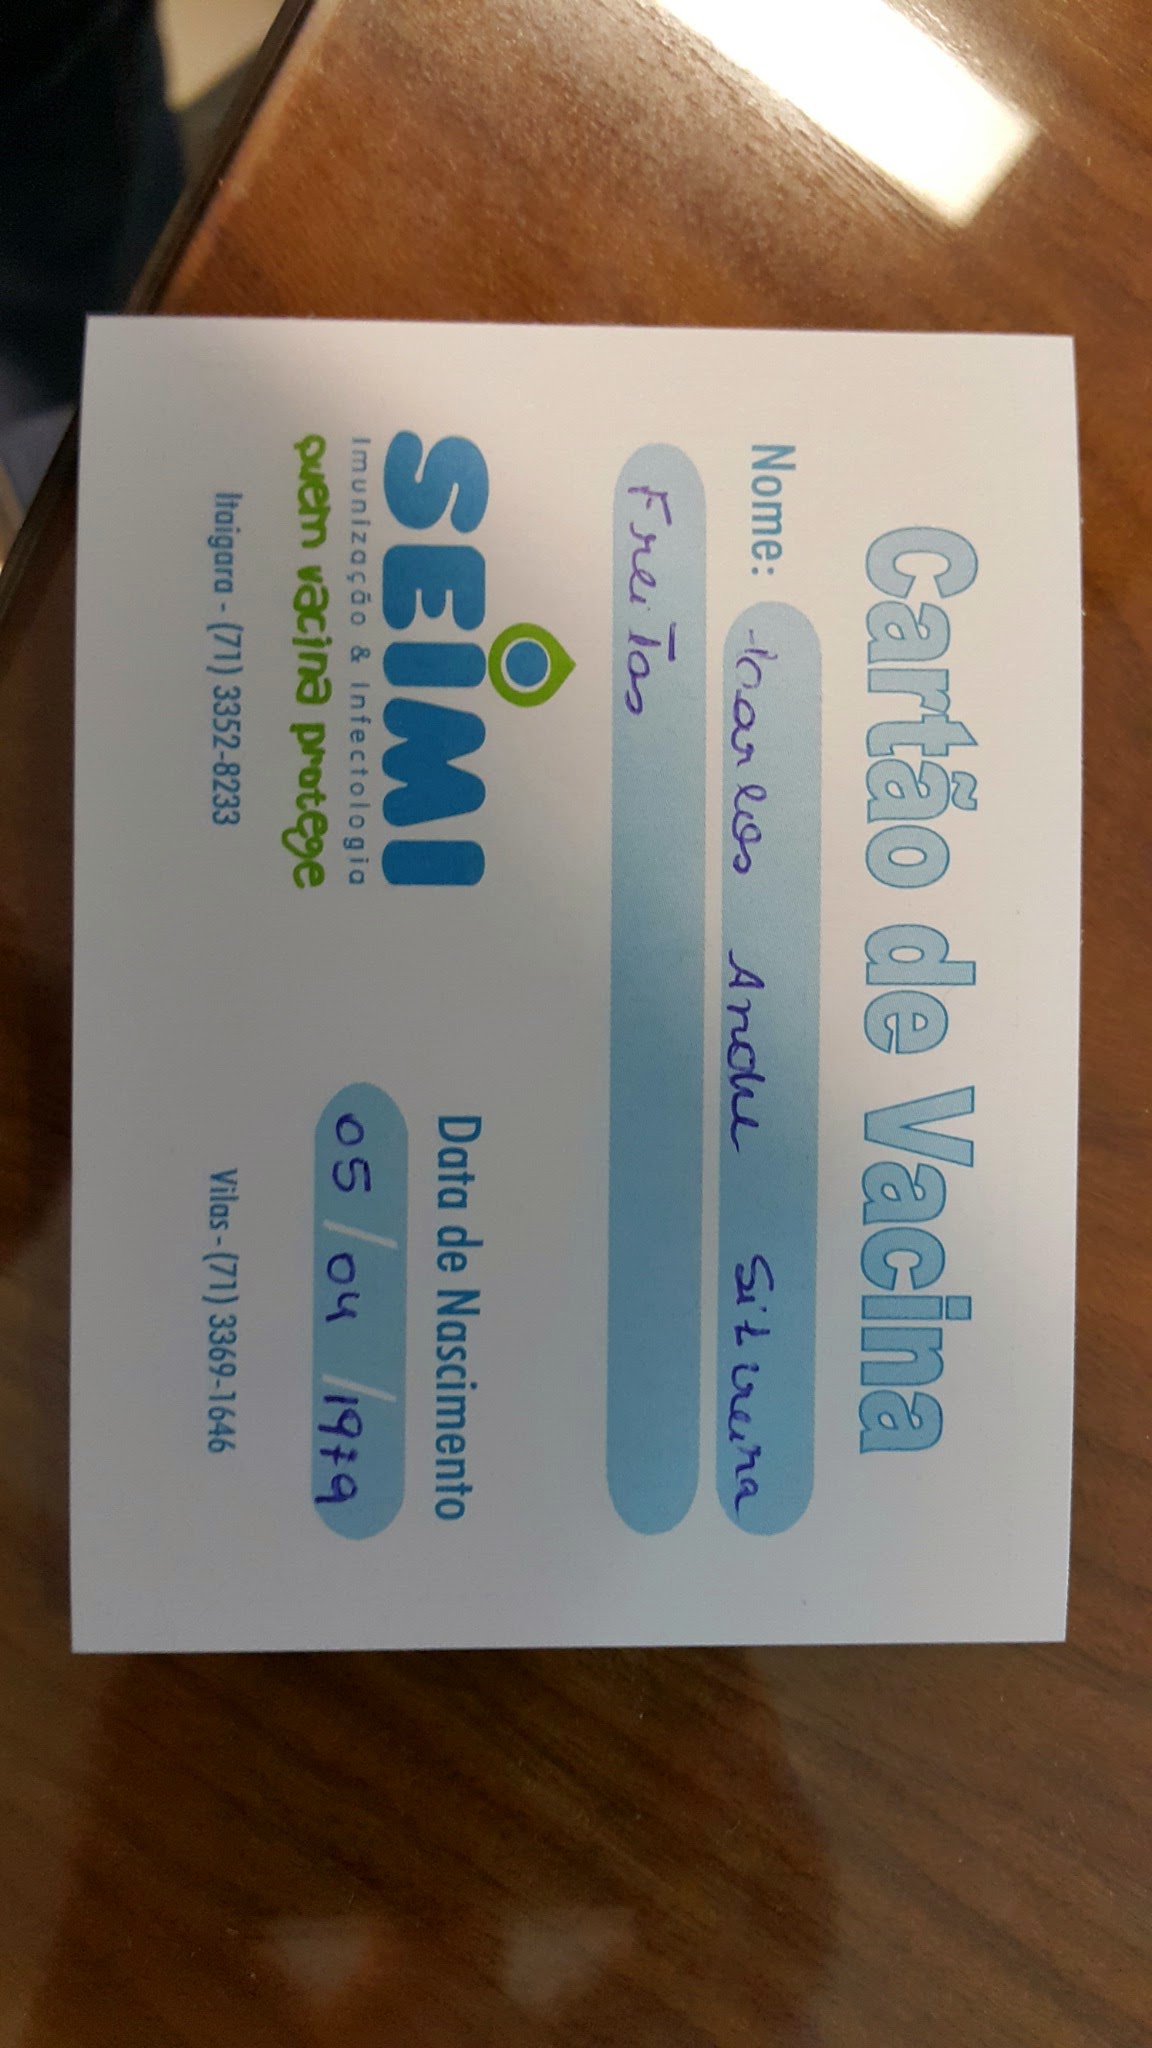 Cartão de Vacina
Nome: Carlos Andre Silveira
Freitas
SEIMI
Imunização & Infectologia
quem vacina protege
Data de Nascimento
05/04/1979
Itaigara - (71) 3352-8233
Vilas - (71) 3369-1646